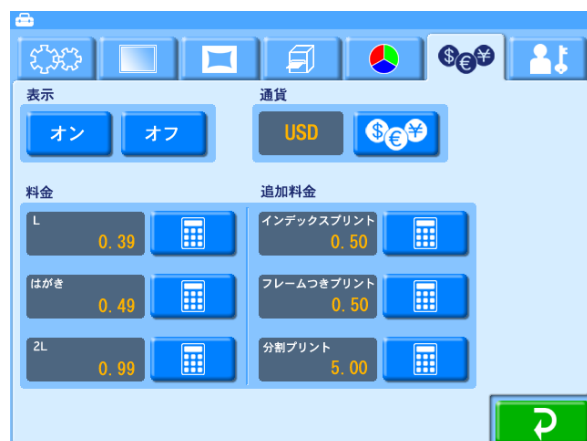 $€¥
表示
通貨
オン
オフ
USD
$€¥
料金
追加料金
L
0.39
インデックスプリント
0.50
はがき
0.49
フレームつきプリント
0.50
2L
0.99
分割プリント
5.00